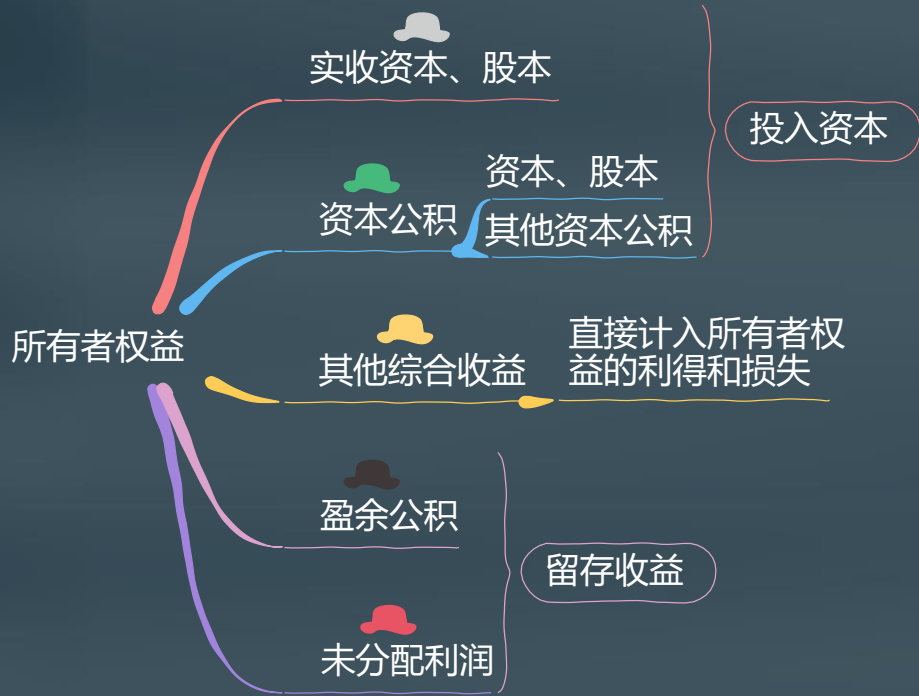 实收资本、股本
投入资本
资本公积
资本、股本
其他资本公积
所有者权益
其他综合收益
直接计入所有者权
益的利得和损失
盈余公积
留存收益
未分配利润